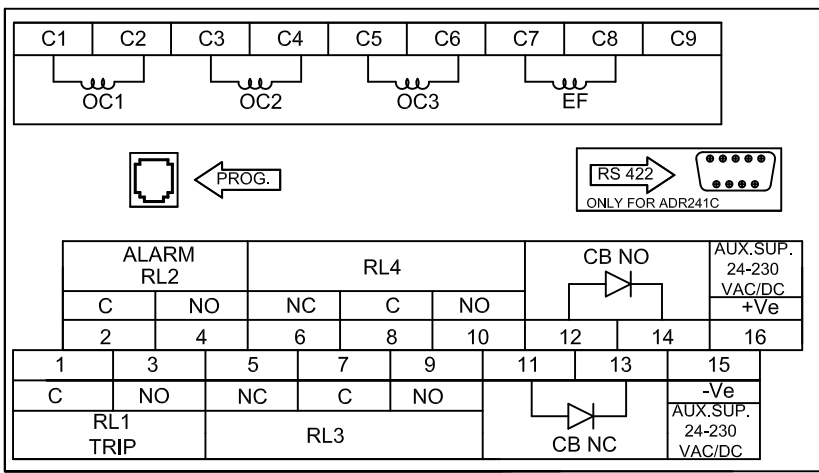 C1 C2 C3 C4 C5 C6 C7 C8 C9
OC1 OC2 OC3 EF
PROG.
RS 422
ONLY FOR ADR241C
ALARM
RL2
RL4
CB NO
AUX.SUP.
24-230
VAC/DC
C NO NC C NO +Ve
2 4 6 8 10 12 14 16
1 3 5 7 9 11 13 15
C NO NC C NO -Ve
RL1
TRIP
RL3
CB NC
AUX.SUP.
24-230
VAC/DC